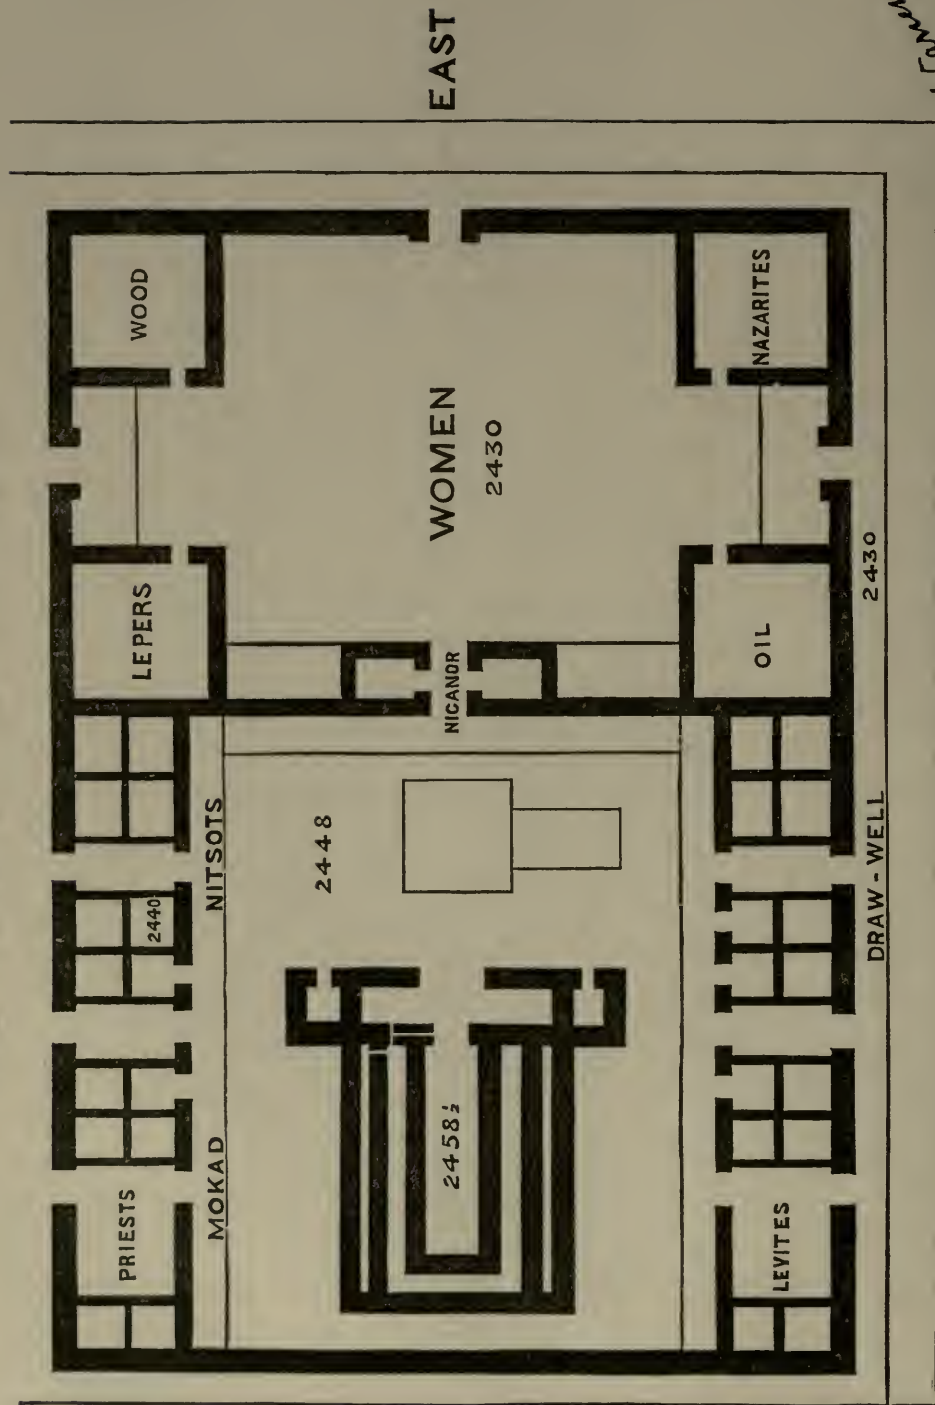 EAST
WOOD
NAZARITES
WOMEN
2430
LEPERS
OIL
2430
NICANOR
NITSOTS
2448
2440
DRAW-WELL
2458½
MOKAD
PRIESTS
LEVITES